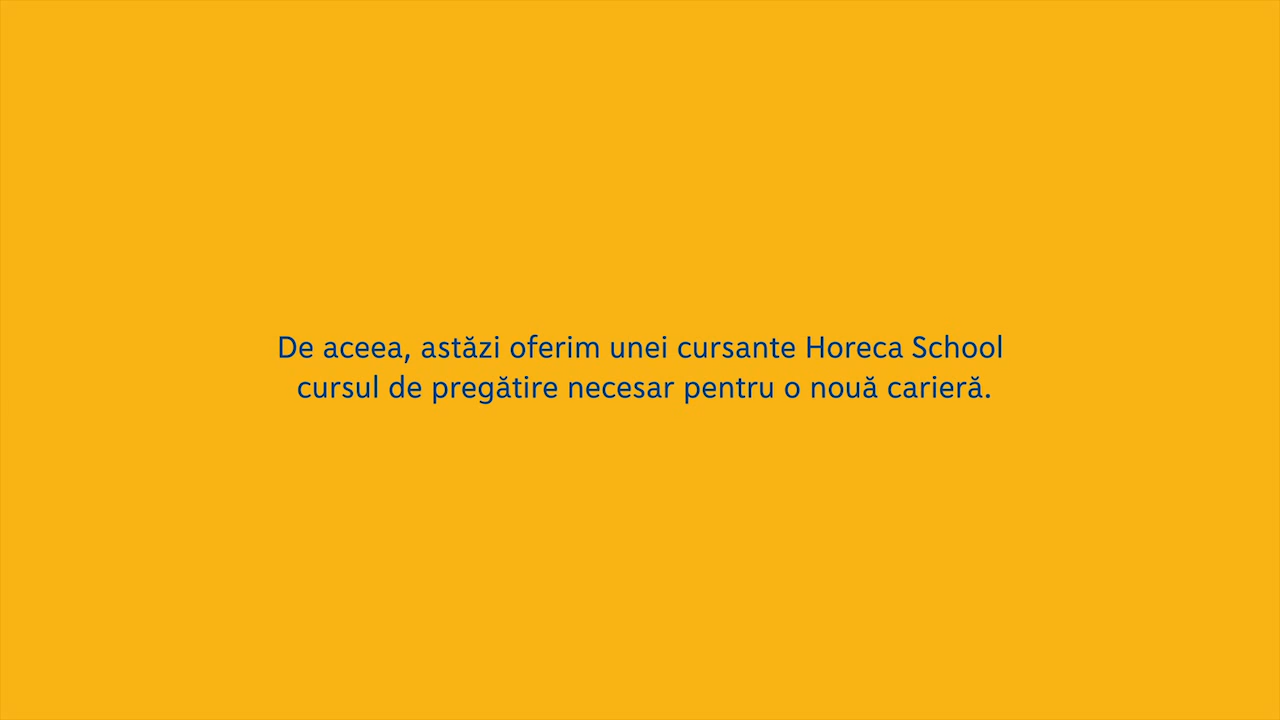 De aceea, astăzi oferim unei cursante Horeca School
cursul de pregătire necesar pentru o nouă carieră.